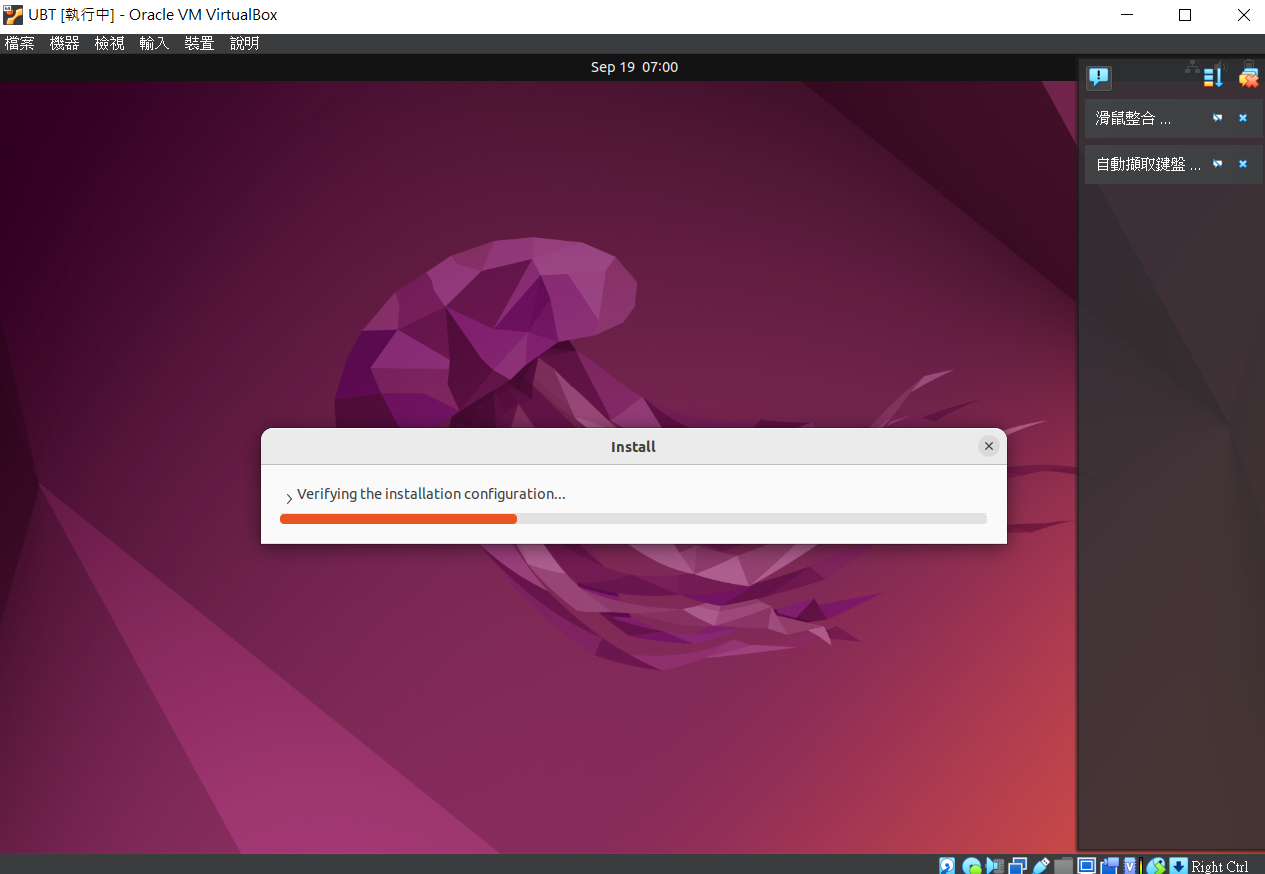 UBT [執行中] - Oracle VM VirtualBox
檔案 機器 檢視 輸入 裝置 說明
Sep 19 07:00
滑鼠整合 ...
自動擷取鍵盤 ...
Install
Verifying the installation configuration...
Right Ctrl